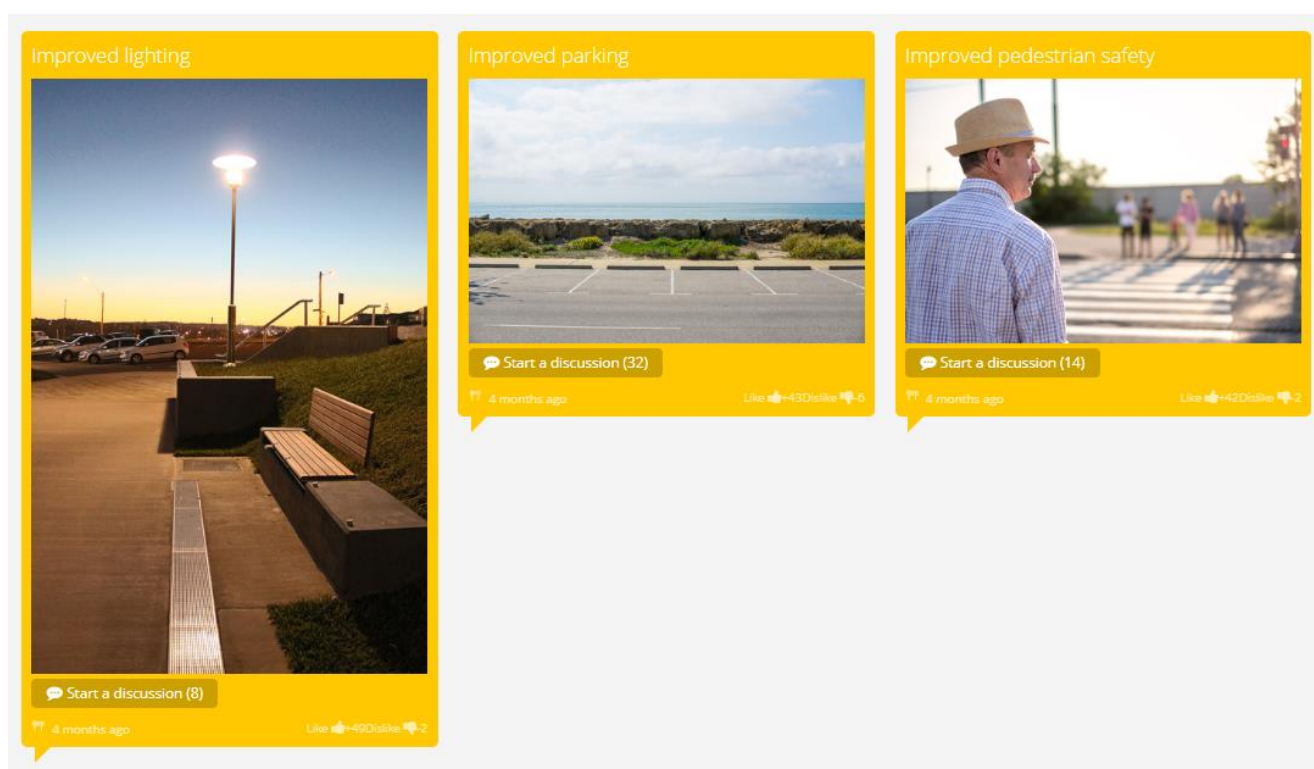 Improved lighting
Start a discussion (8)
4 months ago
Like +49Dislike -2
Improved parking
Start a discussion (32)
4 months ago
Like +43Dislike -6
Improved pedestrian safety
Start a discussion (14)
4 months ago
Like +42Dislike -2